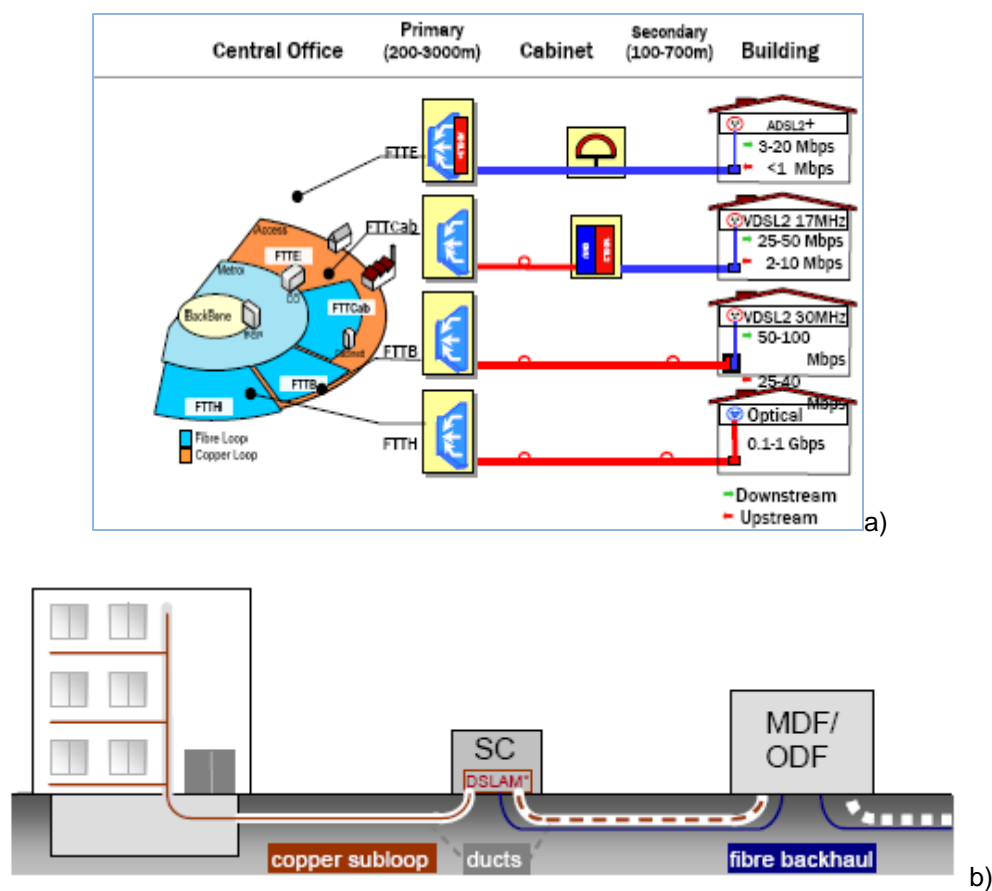 Central Office
Primary
(200-3000m)
Cabinet
Secondary
(100-700m)
Building
FTTE
ADSL2+
3-20 Mbps
<1 Mbps
FTTCab
VDSL2 17MHz
25-50 Mbps
2-10 Mbps
VDSL2
Access
FTTE
Metro
CO
FTTCab
BackBone
Cabinet
FTTB
FTTH
FTTB
VDSL2 30MHz
50-100
Mbps
25-40
Mbps
FTTH
Optical
0.1-1 Gbps
Fibre Loop
Copper Loop
Downstream
Upstream
a)
SC
DSLAM*
MDF/
ODF
copper subloop
ducts
fibre backhaul
b)